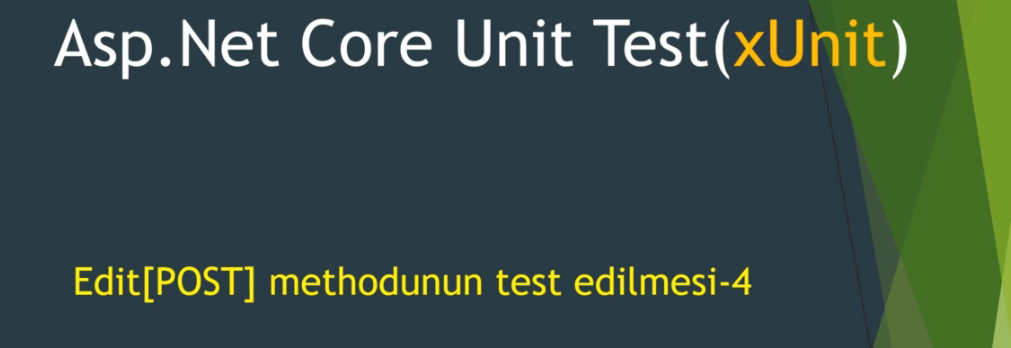 Asp.Net Core Unit Test(xUnit)
Edit[POST] methodunun test edilmesi-4